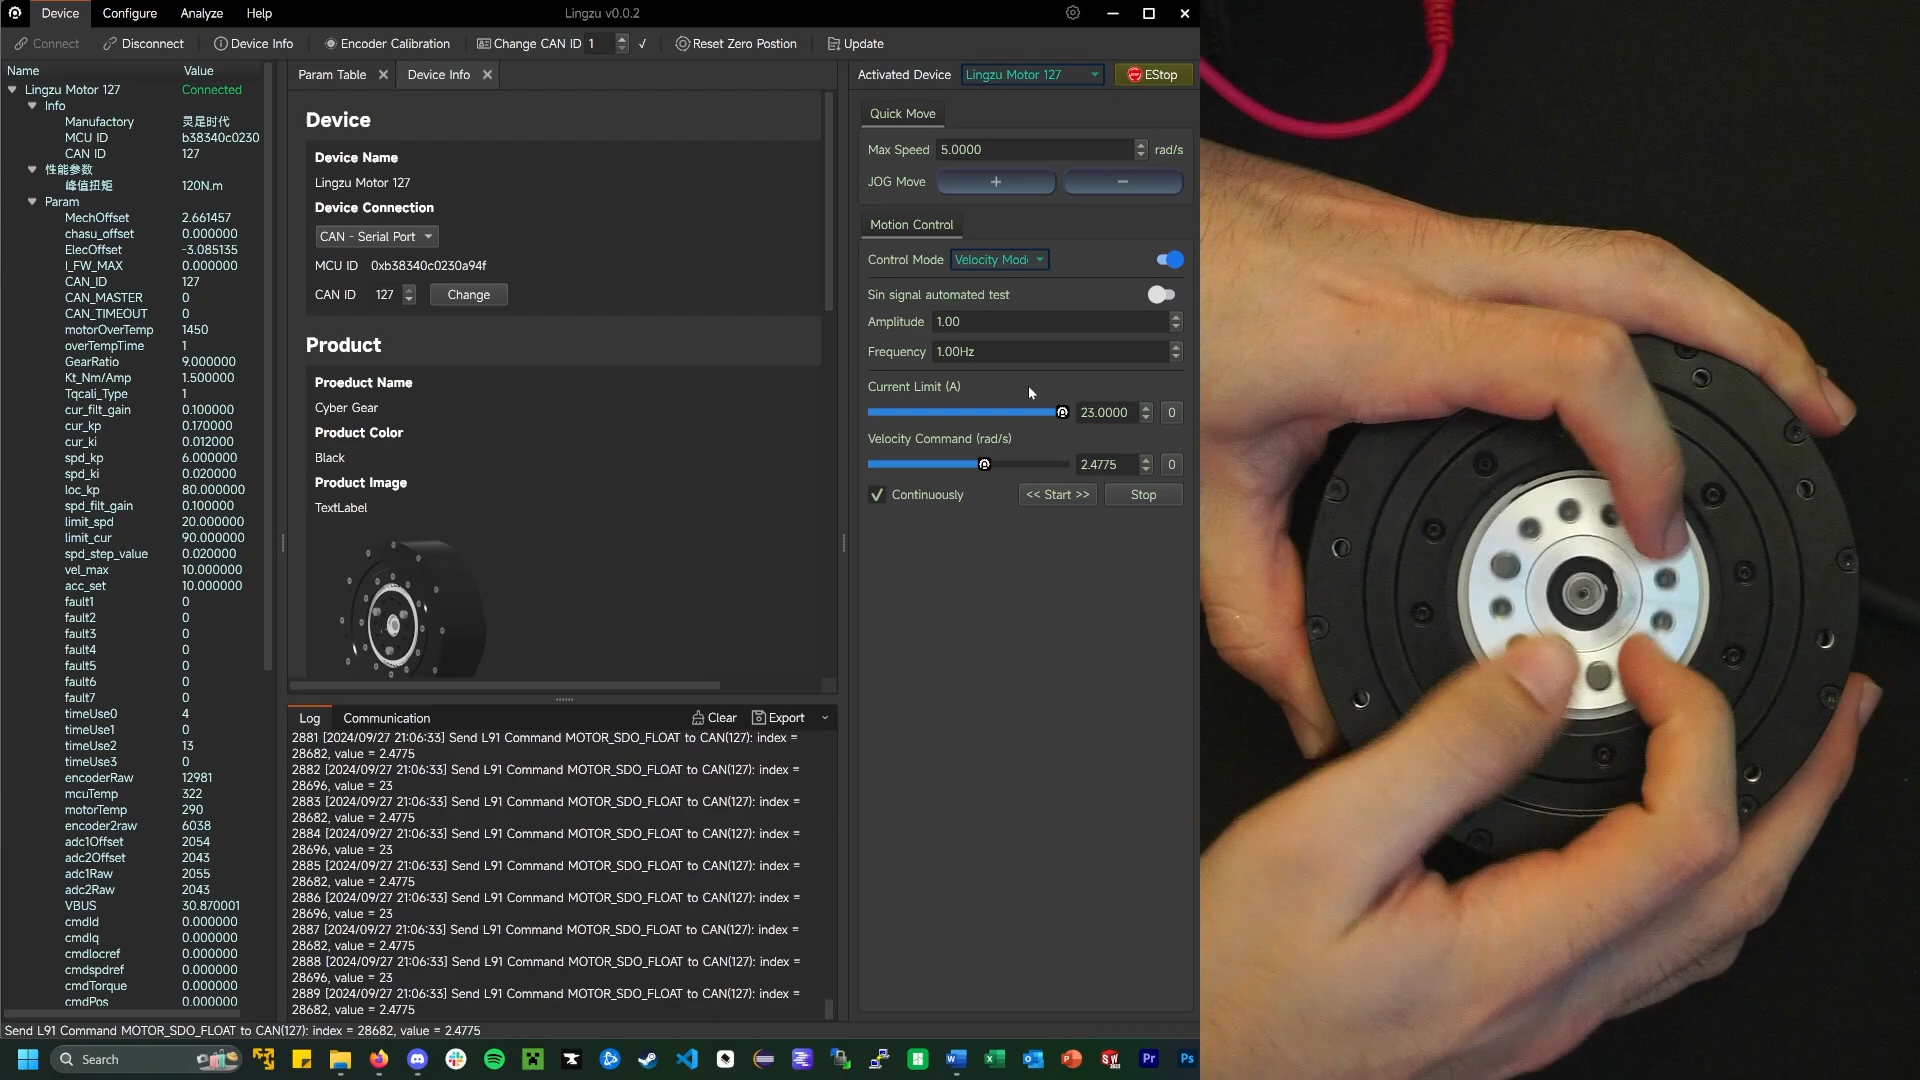 Device Configure Analyze Help Lingzu v0.0.2
Connect Disconnect Device Info Encoder Calibration Change CAN ID 1 √ Reset Zero Postion Update
Name Value
Lingzu Motor 127 Connected
Info
Manufactory 灵足时代
MCU ID b38340c0230
CAN ID 127
性能参数
峰值扭矩 120N.m
Param
MechOffset 2.661457
chasu_offset 0.000000
ElecOffset -3.085135
I_FW_MAX 0.000000
CAN_ID 127
CAN_MASTER 0
CAN_TIMEOUT 0
motorOverTemp 1450
overTempTime 1
GearRatio 9.000000
Kt_Nm/Amp 1.500000
Tqcali_Type 1
cur_filt_gain 0.100000
cur_kp 0.170000
cur_ki 0.012000
spd_kp 6.000000
spd_ki 0.020000
loc_kp 80.000000
spd_filt_gain 0.100000
limit_spd 20.000000
limit_cur 90.000000
spd_step_value 0.020000
vel_max 10.000000
acc_set 10.000000
fault1 0
fault2 0
fault3 0
fault4 0
fault5 0
fault6 0
fault7 0
timeUse0 4
timeUse1 0
timeUse2 13
timeUse3 0
encoderRaw 12981
mcuTemp 322
motorTemp 290
encoder2raw 6038
adc1Offset 2054
adc2Offset 2043
adc1Raw 2055
adc2Raw 2043
VBUS 30.870001
cmdId 0.000000
cmdIq 0.000000
cmdlocref 0.000000
cmdspdref 0.000000
cmdTorque 0.000000
cmdPos 0.000000
Param Table Device Info
Device
Device Name
Lingzu Motor 127
Device Connection
CAN - Serial Port
MCU ID 0xb38340c0230a94f
CAN ID 127 Change
Product
Proeduct Name
Cyber Gear
Product Color
Black
Product Image
TextLabel
Log Communication Clear Export
2881 [2024/09/27 21:06:33] Send L91 Command MOTOR_SDO_FLOAT to CAN(127): index =
28682, value = 2.4775
2882 [2024/09/27 21:06:33] Send L91 Command MOTOR_SDO_FLOAT to CAN(127): index =
28696, value = 23
2883 [2024/09/27 21:06:33] Send L91 Command MOTOR_SDO_FLOAT to CAN(127): index =
28682, value = 2.4775
2884 [2024/09/27 21:06:33] Send L91 Command MOTOR_SDO_FLOAT to CAN(127): index =
28696, value = 23
2885 [2024/09/27 21:06:33] Send L91 Command MOTOR_SDO_FLOAT to CAN(127): index =
28682, value = 2.4775
2886 [2024/09/27 21:06:33] Send L91 Command MOTOR_SDO_FLOAT to CAN(127): index =
28696, value = 23
2887 [2024/09/27 21:06:33] Send L91 Command MOTOR_SDO_FLOAT to CAN(127): index =
28682, value = 2.4775
2888 [2024/09/27 21:06:33] Send L91 Command MOTOR_SDO_FLOAT to CAN(127): index =
28696, value = 23
2889 [2024/09/27 21:06:33] Send L91 Command MOTOR_SDO_FLOAT to CAN(127): index =
28682, value = 2.4775
Activated Device Lingzu Motor 127 EStop
Quick Move
Max Speed 5.0000 rad/s
JOG Move + −
Motion Control
Control Mode Velocity Mod
Sin signal automated test
Amplitude 1.00
Frequency 1.00Hz
Current Limit (A)
23.0000 0
Velocity Command (rad/s)
2.4775 0
Continuously << Start >> Stop
Send L91 Command MOTOR_SDO_FLOAT to CAN(127): index = 28682, value = 2.4775
Search Pr Ps